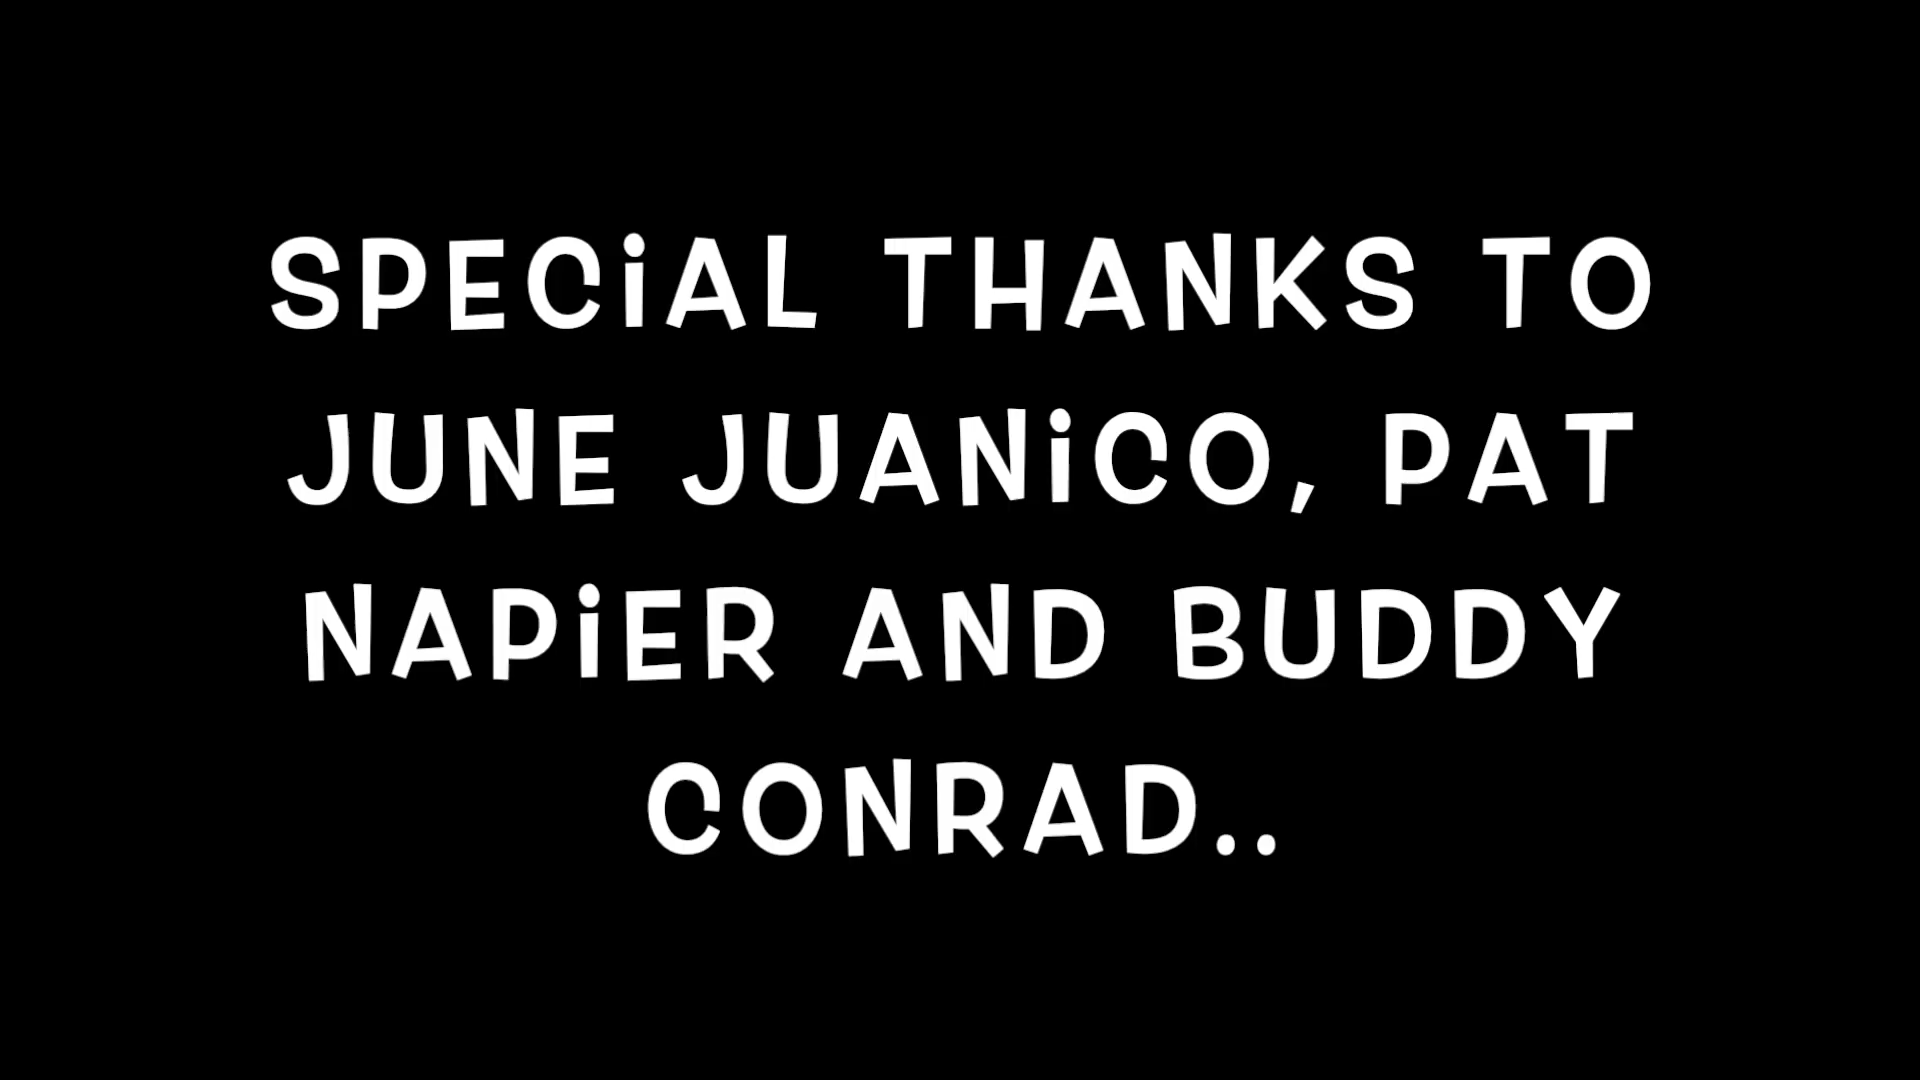 SPECiAL THANKS TO
JUNE JUANiCO, PAT
NAPiER AND BUDDY
CONRAD..